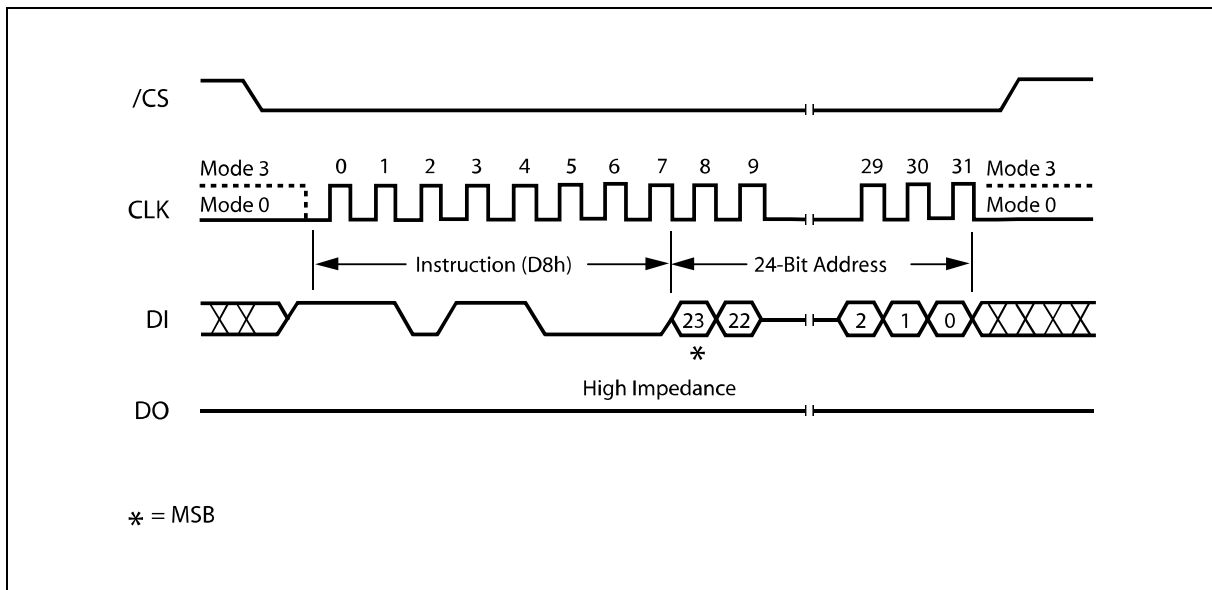 /CS
Mode 3 0 1 2 3 4 5 6 7 8 9 29 30 31 Mode 3
CLK Mode 0 Mode 0
Instruction (D8h) 24-Bit Address
DI 23 22 2 1 0
*
High Impedance
DO
* = MSB